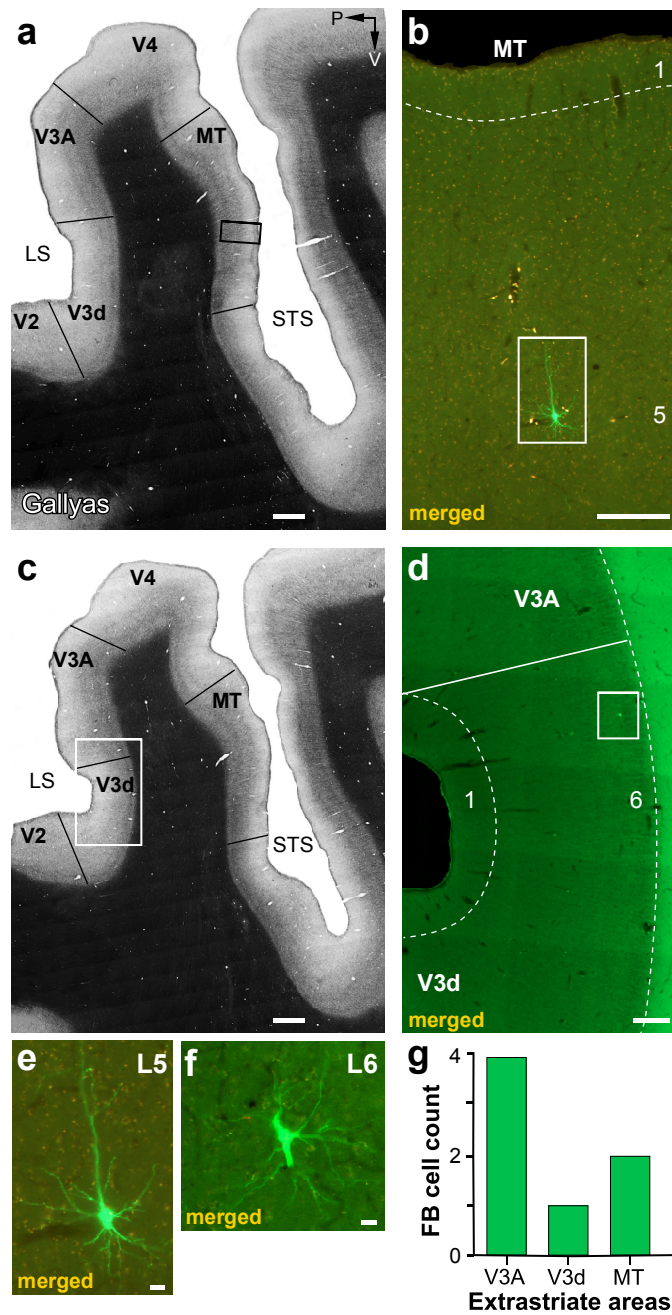 a
V4
P
V
V3A
MT
LS
V3d
V2
STS
Gallyas
b
MT
1
5
merged
c
V4
V3A
MT
LS
V3d
V2
STS
d
V3A
1
6
V3d
merged
e
L5
merged
f
L6
merged
g
FB cell count
4
2
0
V3A V3d MT
Extrastriate areas